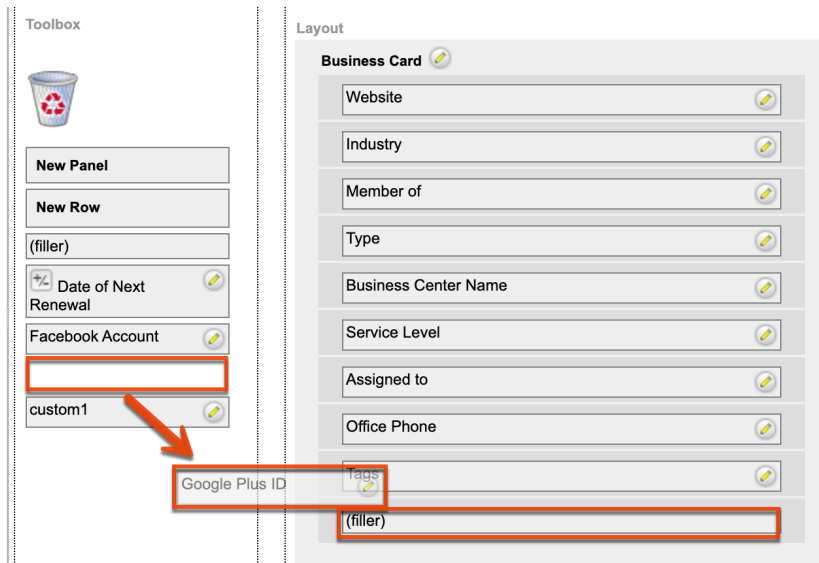 Toolbox
New Panel
New Row
(filler)
Date of Next
Renewal
Facebook Account
custom1
Google Plus ID
Layout
Business Card
Website
Industry
Member of
Type
Business Center Name
Service Level
Assigned to
Office Phone
Tags
(filler)